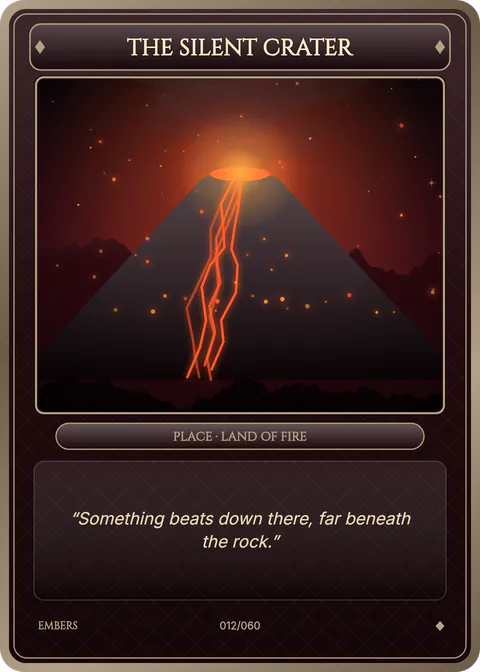 THE SILENT CRATER
PLACE · LAND OF FIRE
“Something beats down there, far beneath
the rock.”
EMBERS
012/060